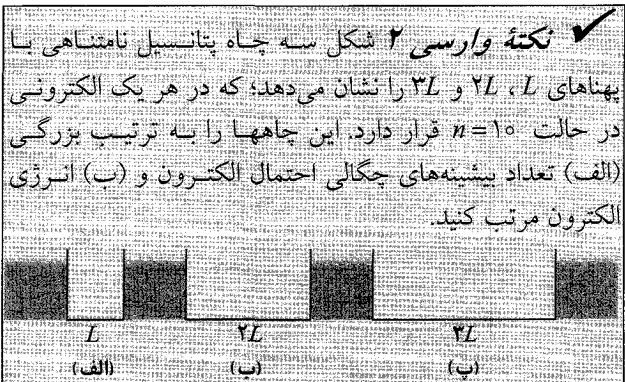 ✔ نکتهٔ وارسی ۲ شکل سه چاه پتانسیل نامتناهی با
پهناهای L، ۲L و ۳L را نشان می‌دهد؛ که در هر یک الکترونی
در حالت n=۱۰ قرار دارد. این چاهها را به ترتیب بزرگی
(الف) تعداد بیشینه‌های چگالی احتمال الکترون و (ب) انرژی
الکترون مرتب کنید.
L ۲L ۳L
(الف) (ب) (پ)